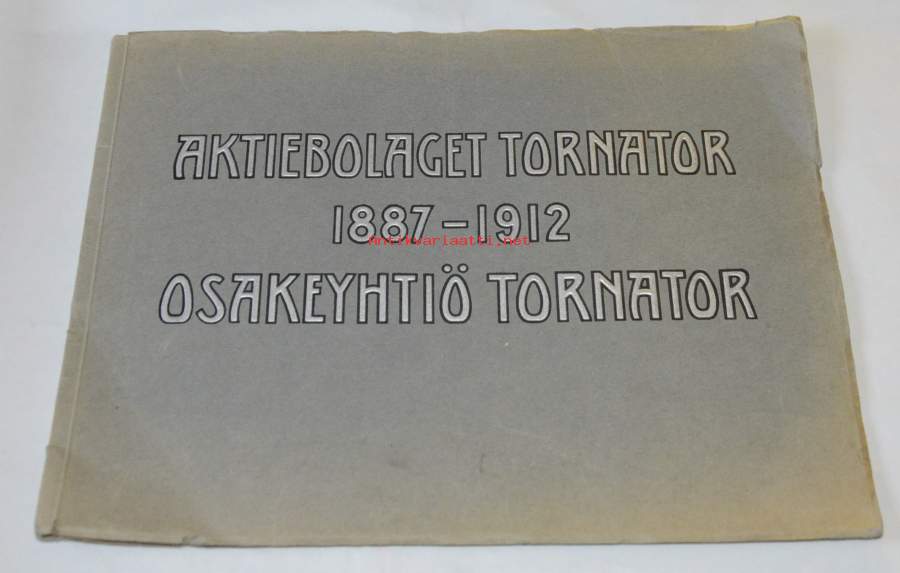 AKTIEBOLAGET TORNATOR
1887–1912
Antikvariaatti.net
OSAKEYHTIÖ TORNATOR